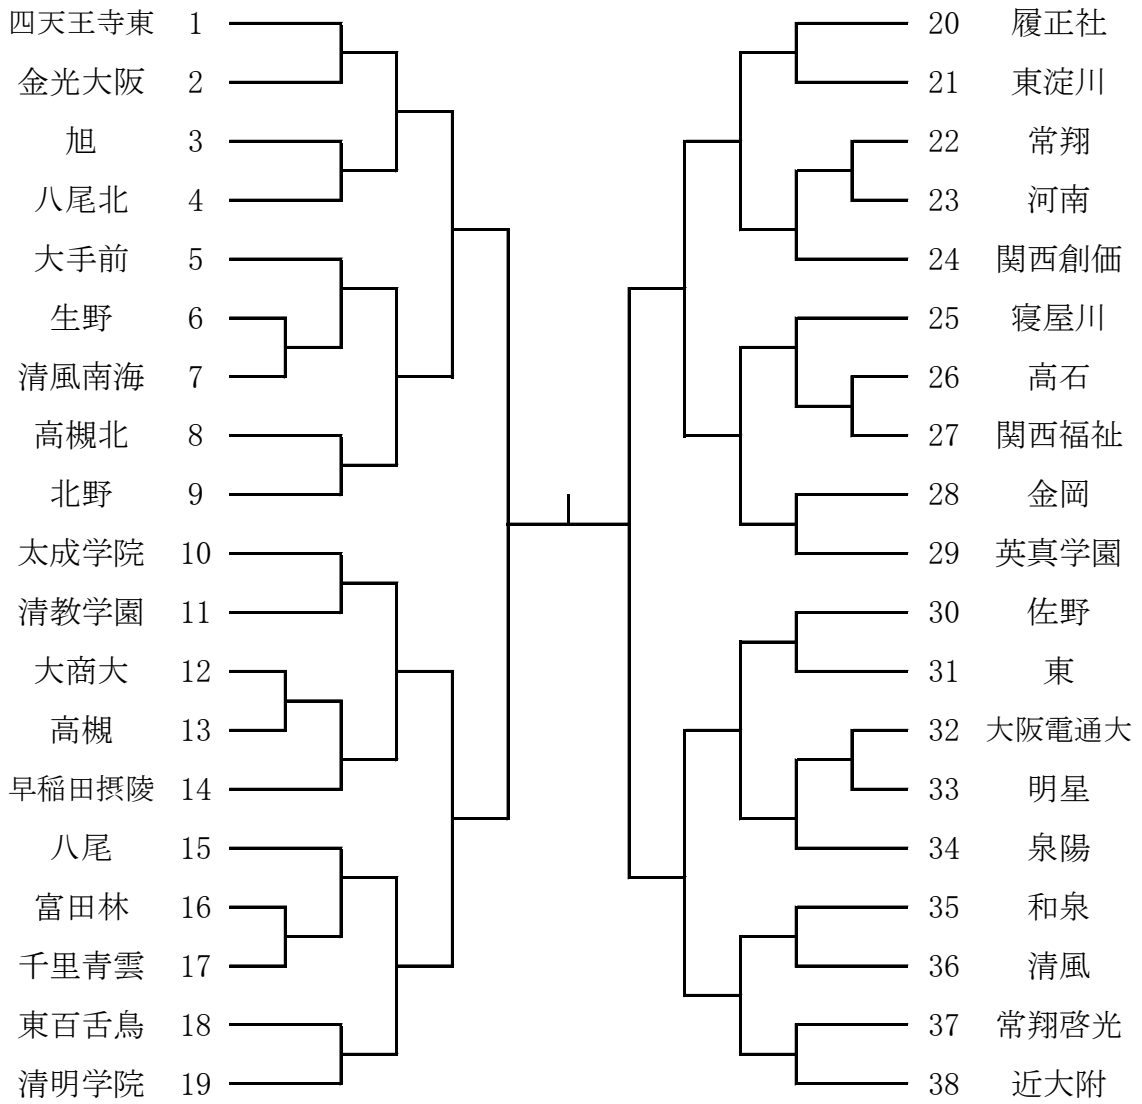 四天王寺東 1
金光大阪 2
旭 3
八尾北 4
大手前 5
生野 6
清風南海 7
高槻北 8
北野 9
太成学院 10
清教学園 11
大商大 12
高槻 13
早稲田摂陵 14
八尾 15
富田林 16
千里青雲 17
東百舌鳥 18
清明学院 19
20 履正社
21 東淀川
22 常翔
23 河南
24 関西創価
25 寝屋川
26 高石
27 関西福祉
28 金岡
29 英真学園
30 佐野
31 東
32 大阪電通大
33 明星
34 泉陽
35 和泉
36 清風
37 常翔啓光
38 近大附